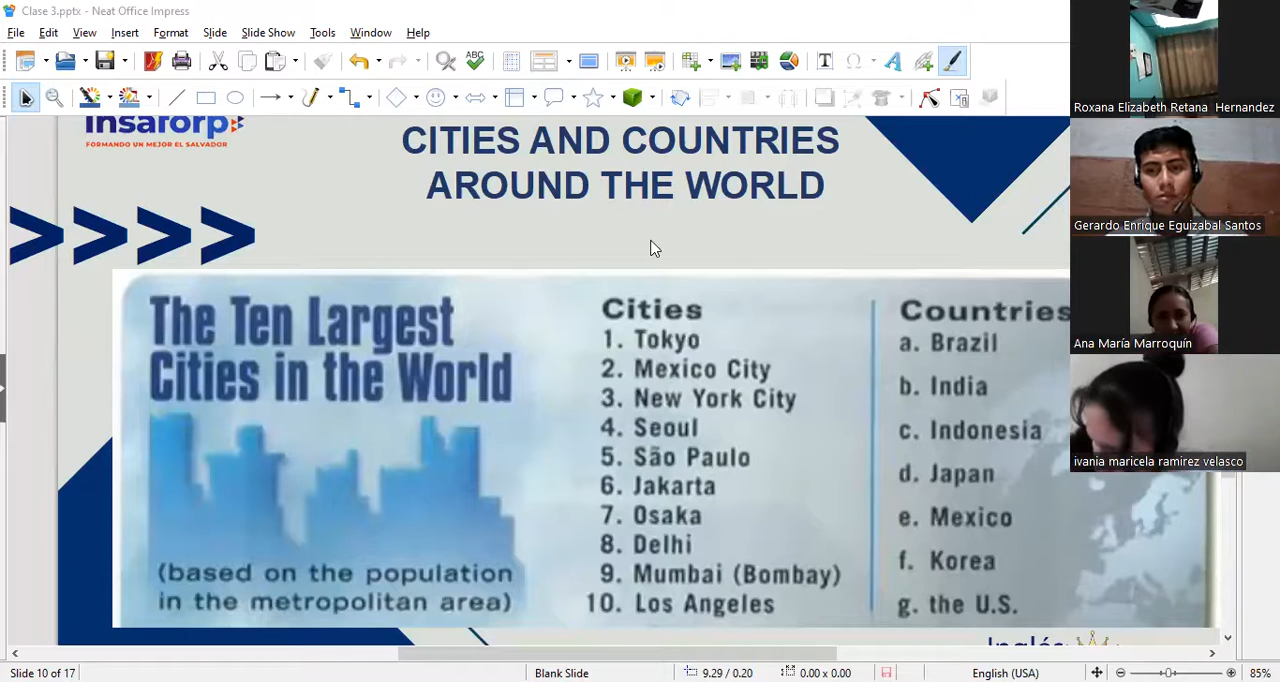 Clase 3.pptx - Neat Office Impress
File Edit View Insert Format Slide Slide Show Tools Window Help
ABC
T Ω A
Insaforp
FORMANDO UN MEJOR EL SALVADOR
CITIES AND COUNTRIES
AROUND THE WORLD
The Ten Largest
Cities in the World
(based on the population
in the metropolitan area)
Cities
1. Tokyo
2. Mexico City
3. New York City
4. Seoul
5. São Paulo
6. Jakarta
7. Osaka
8. Delhi
9. Mumbai (Bombay)
10. Los Angeles
Countries
a. Brazil
b. India
c. Indonesia
d. Japan
e. Mexico
f. Korea
g. the U.S.
Inglés
Roxana Elizabeth Retana Hernandez
Gerardo Enrique Eguizabal Santos
Ana María Marroquín
ivania maricela ramirez velasco
Slide 10 of 17 Blank Slide 9.29 / 0.20 0.00 x 0.00 English (USA) 85%